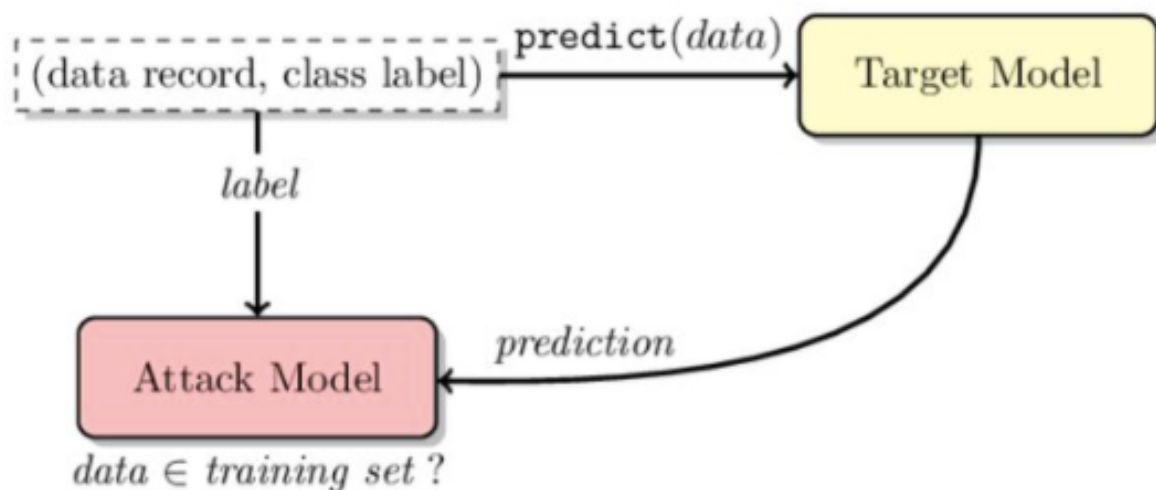 predict(data)
(data record, class label)
Target Model
label
prediction
Attack Model
data ∈ training set ?